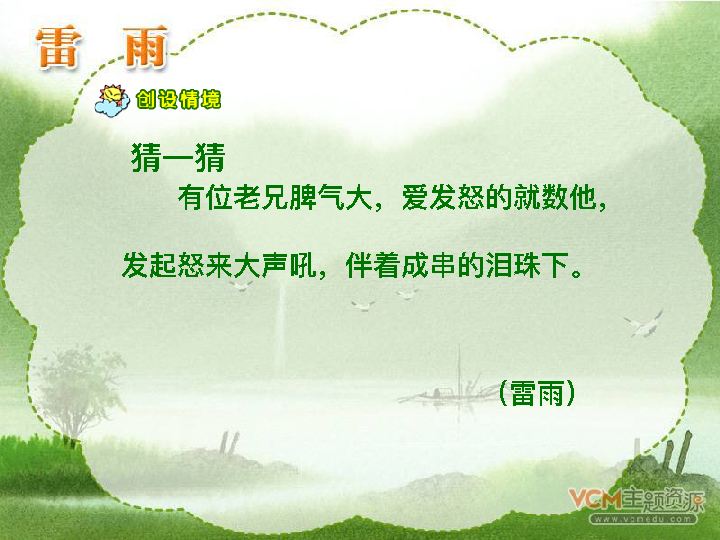 雷 雨
创设情境
猜一猜
有位老兄脾气大，爱发怒的就数他，
发起怒来大声吼，伴着成串的泪珠下。
（雷雨）
VCM主题资源
www.vcmedu.com